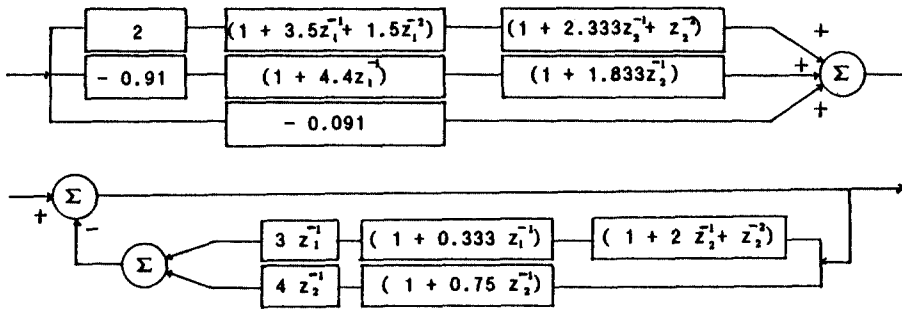 2 (1 + 3.5z₁⁻¹+ 1.5z₁⁻²) (1 + 2.333z₂⁻¹+ z₂⁻²) +
- 0.91 (1 + 4.4z₁⁻¹) (1 + 1.833z₂⁻¹) + Σ
- 0.091 +
Σ
+ -
3 z₁⁻¹ ( 1 + 0.333 z₁⁻¹) ( 1 + 2 z₂⁻¹+ z₂⁻²)
Σ
4 z₂⁻¹ ( 1 + 0.75 z₂⁻¹)